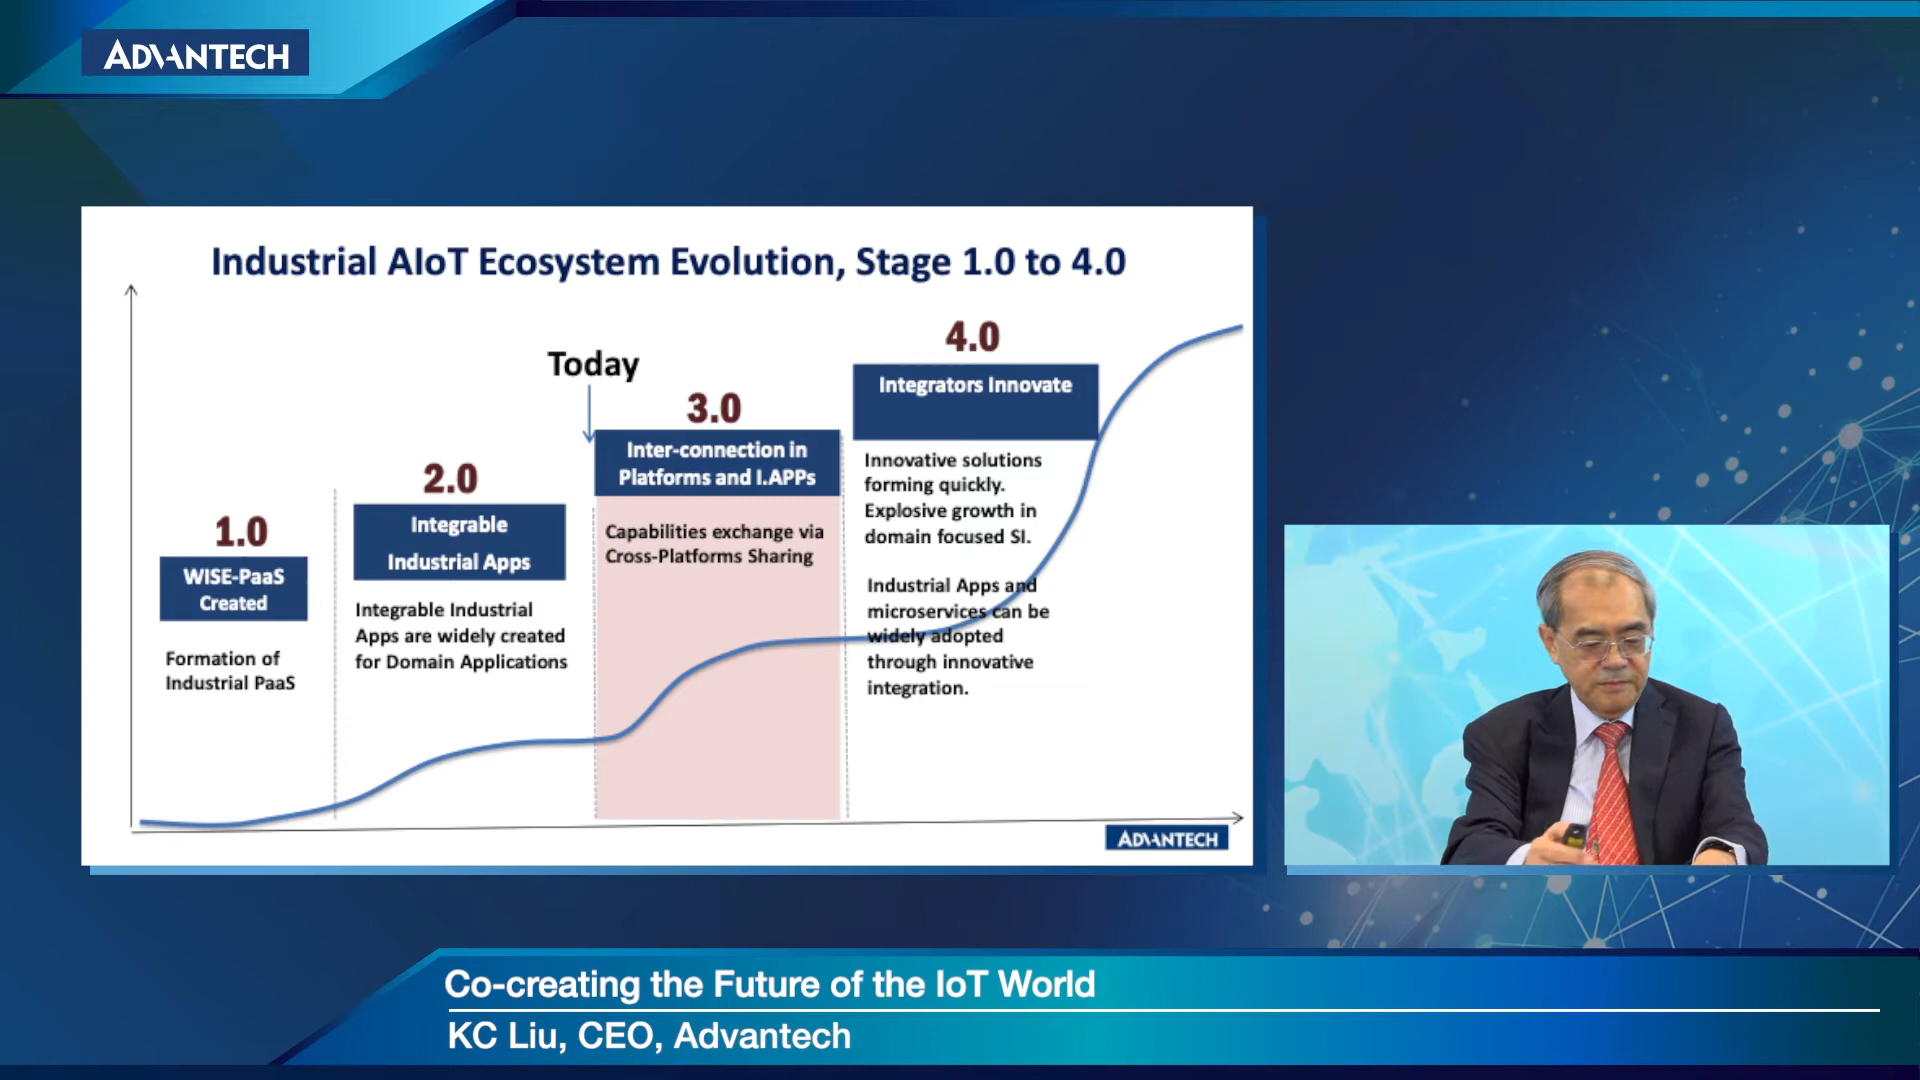 ADVANTECH
Industrial AIoT Ecosystem Evolution, Stage 1.0 to 4.0
Today
1.0
WISE-PaaS
Created
Formation of
Industrial PaaS
2.0
Integrable
Industrial Apps
Integrable Industrial
Apps are widely created
for Domain Applications
3.0
Inter-connection in
Platforms and I.APPs
Capabilities exchange via
Cross-Platforms Sharing
4.0
Integrators Innovate
Innovative solutions
forming quickly.
Explosive growth in
domain focused SI.
Industrial Apps and
microservices can be
widely adopted
through innovative
integration.
ADVANTECH
Co-creating the Future of the IoT World
KC Liu, CEO, Advantech